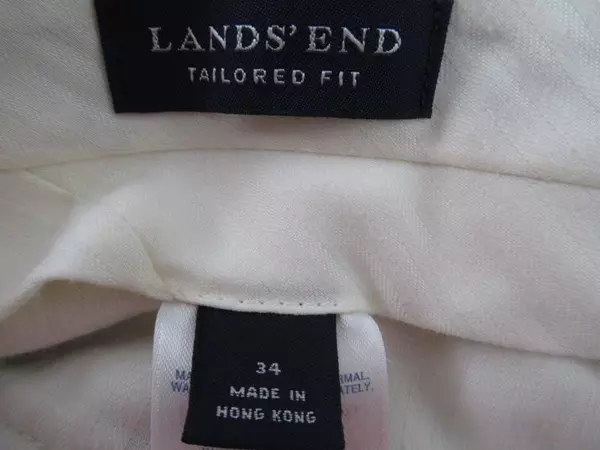 LANDS' END
TAILORED FIT
34
MADE IN
HONG KONG